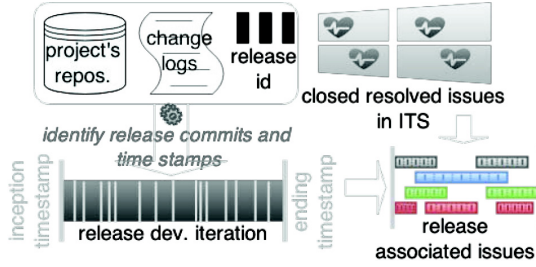 project's
repos.
change
logs
release
id
closed resolved issues
in ITS
identify release commits and
time stamps
inception
timestamp
release dev. iteration
ending
timestamp
release
associated issues